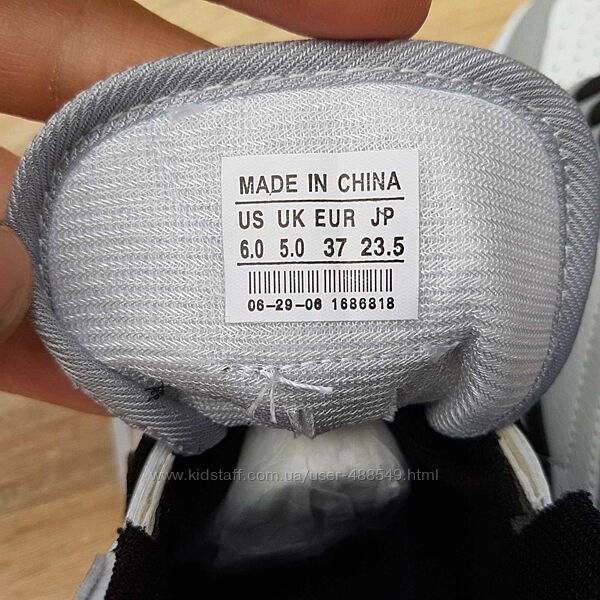 MADE IN CHINA
US UK EUR JP
6.0 5.0 37 23.5
06-29-06 1686818
www.kidstaff.com.ua/user-488549.html